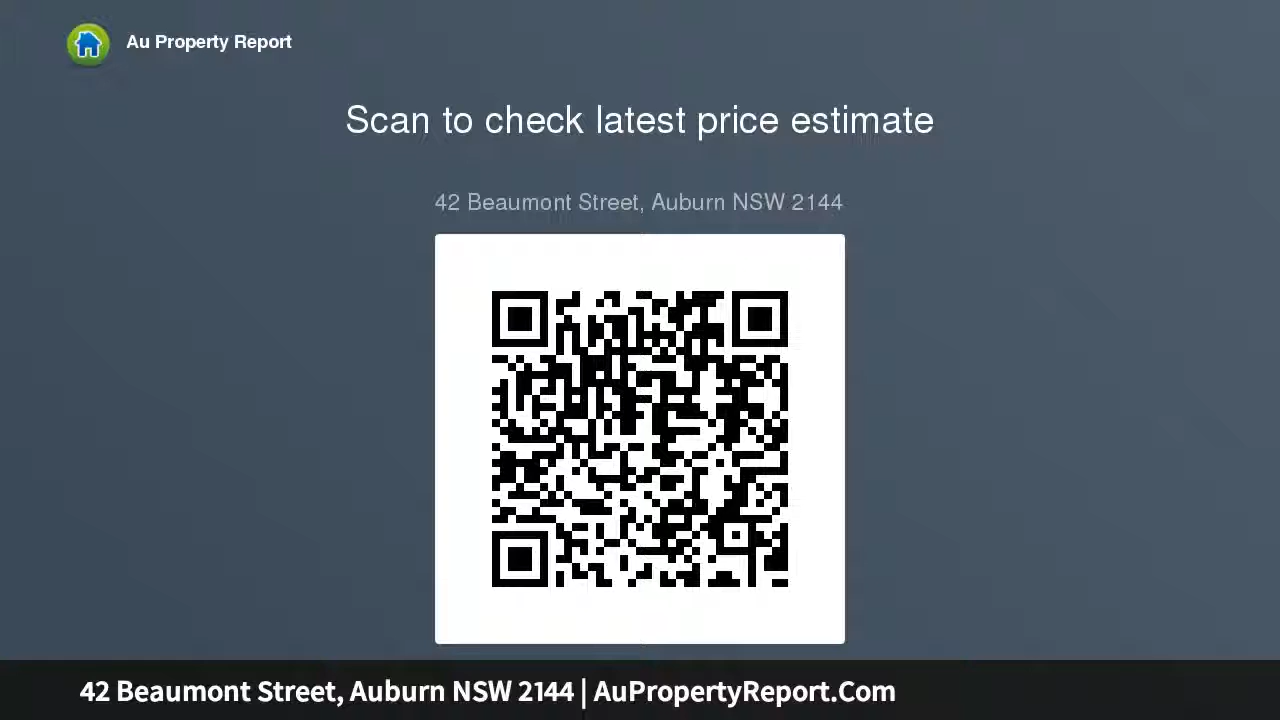 Au Property Report
Scan to check latest price estimate
42 Beaumont Street, Auburn NSW 2144
42 Beaumont Street, Auburn NSW 2144 | AuPropertyReport.Com